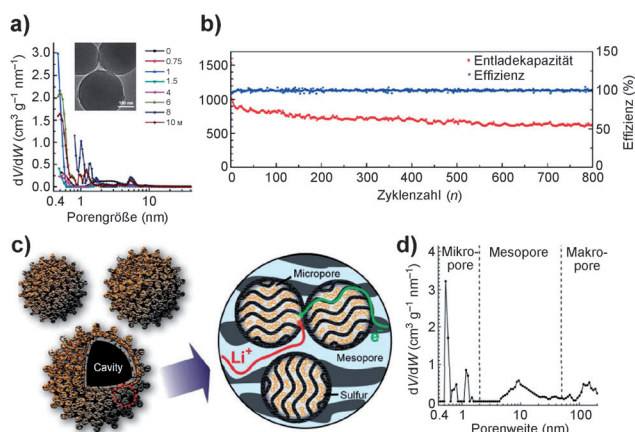 a)
dV/dW (cm³ g⁻¹ nm⁻¹)
3.0
2.5
2.0
1.5
1.0
0.5
0.0
0.4
1
10
Porengröße (nm)
100 nm
0
0.75
1
1.5
4
6
8
10 M
b)
Entladekapazität
Effizienz
1500
1000
500
0
0
100
200
300
400
500
600
700
800
Zyklenzahl (n)
150
100
50
0
Effizienz (%)
c)
Cavity
Micropore
Li⁺
e
Mesopore
Sulfur
d)
Mikro-
pore
Mesopore
Makro-
pore
dV/dW (cm³ g⁻¹ nm⁻¹)
4
3
2
1
0
0.4
1
10
100
Porenweite (nm)